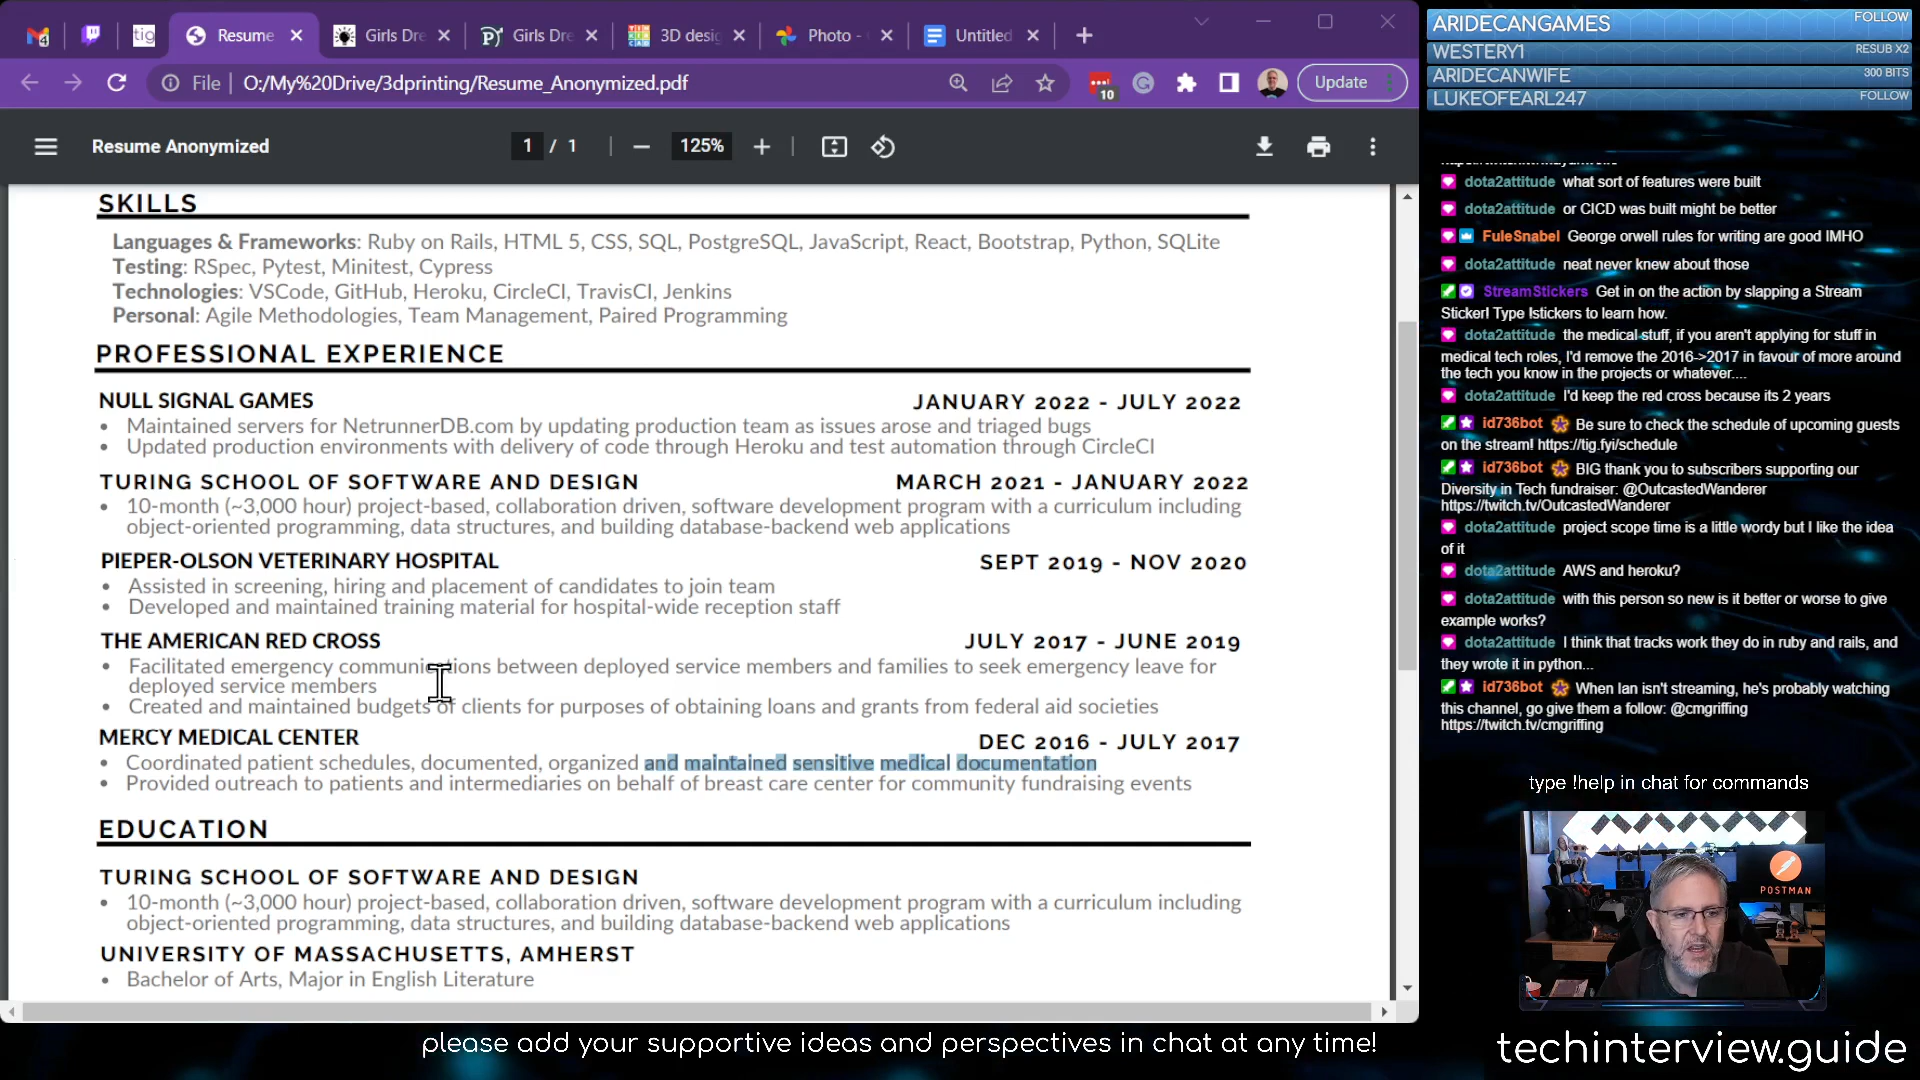 4
tig
Resume
Girls Dre
Girls Dre
3D desig
Photo -
Untitled
File
O:/My%20Drive/3dprinting/Resume_Anonymized.pdf
10
Update
Resume Anonymized
1 / 1
125%
SKILLS
Languages & Frameworks: Ruby on Rails, HTML 5, CSS, SQL, PostgreSQL, JavaScript, React, Bootstrap, Python, SQLite
Testing: RSpec, Pytest, Minitest, Cypress
Technologies: VSCode, GitHub, Heroku, CircleCI, TravisCI, Jenkins
Personal: Agile Methodologies, Team Management, Paired Programming
PROFESSIONAL EXPERIENCE
NULL SIGNAL GAMES
JANUARY 2022 - JULY 2022
• Maintained servers for NetrunnerDB.com by updating production team as issues arose and triaged bugs
• Updated production environments with delivery of code through Heroku and test automation through CircleCI
TURING SCHOOL OF SOFTWARE AND DESIGN
MARCH 2021 - JANUARY 2022
• 10-month (~3,000 hour) project-based, collaboration driven, software development program with a curriculum including
object-oriented programming, data structures, and building database-backend web applications
PIEPER-OLSON VETERINARY HOSPITAL
SEPT 2019 - NOV 2020
• Assisted in screening, hiring and placement of candidates to join team
• Developed and maintained training material for hospital-wide reception staff
THE AMERICAN RED CROSS
JULY 2017 - JUNE 2019
• Facilitated emergency communications between deployed service members and families to seek emergency leave for
deployed service members
• Created and maintained budgets of clients for purposes of obtaining loans and grants from federal aid societies
MERCY MEDICAL CENTER
DEC 2016 - JULY 2017
• Coordinated patient schedules, documented, organized and maintained sensitive medical documentation
• Provided outreach to patients and intermediaries on behalf of breast care center for community fundraising events
EDUCATION
TURING SCHOOL OF SOFTWARE AND DESIGN
• 10-month (~3,000 hour) project-based, collaboration driven, software development program with a curriculum including
object-oriented programming, data structures, and building database-backend web applications
UNIVERSITY OF MASSACHUSETTS, AMHERST
• Bachelor of Arts, Major in English Literature
ARIDECANGAMES FOLLOW
WESTERY1 RESUB X2
ARIDECANWIFE 300 BITS
LUKEOFEARL247 FOLLOW
dota2attitude what sort of features were built
dota2attitude or CICD was built might be better
FuleSnabel George orwell rules for writing are good IMHO
dota2attitude neat never knew about those
StreamStickers Get in on the action by slapping a Stream
Sticker! Type !stickers to learn how.
dota2attitude the medical stuff, if you aren't applying for stuff in
medical tech roles, I'd remove the 2016->2017 in favour of more around
the tech you know in the projects or whatever....
dota2attitude I'd keep the red cross because its 2 years
id736bot Be sure to check the schedule of upcoming guests
on the stream! https://tig.fyi/schedule
id736bot BIG thank you to subscribers supporting our
Diversity in Tech fundraiser: @OutcastedWanderer
https://twitch.tv/OutcastedWanderer
dota2attitude project scope time is a little wordy but I like the idea
of it
dota2attitude AWS and heroku?
dota2attitude with this person so new is it better or worse to give
example works?
dota2attitude I think that tracks work they do in ruby and rails, and
they wrote it in python...
id736bot When Ian isn't streaming, he's probably watching
this channel, go give them a follow: @cmgriffing
https://twitch.tv/cmgriffing
type !help in chat for commands
POSTMAN
please add your supportive ideas and perspectives in chat at any time!
techinterview.guide